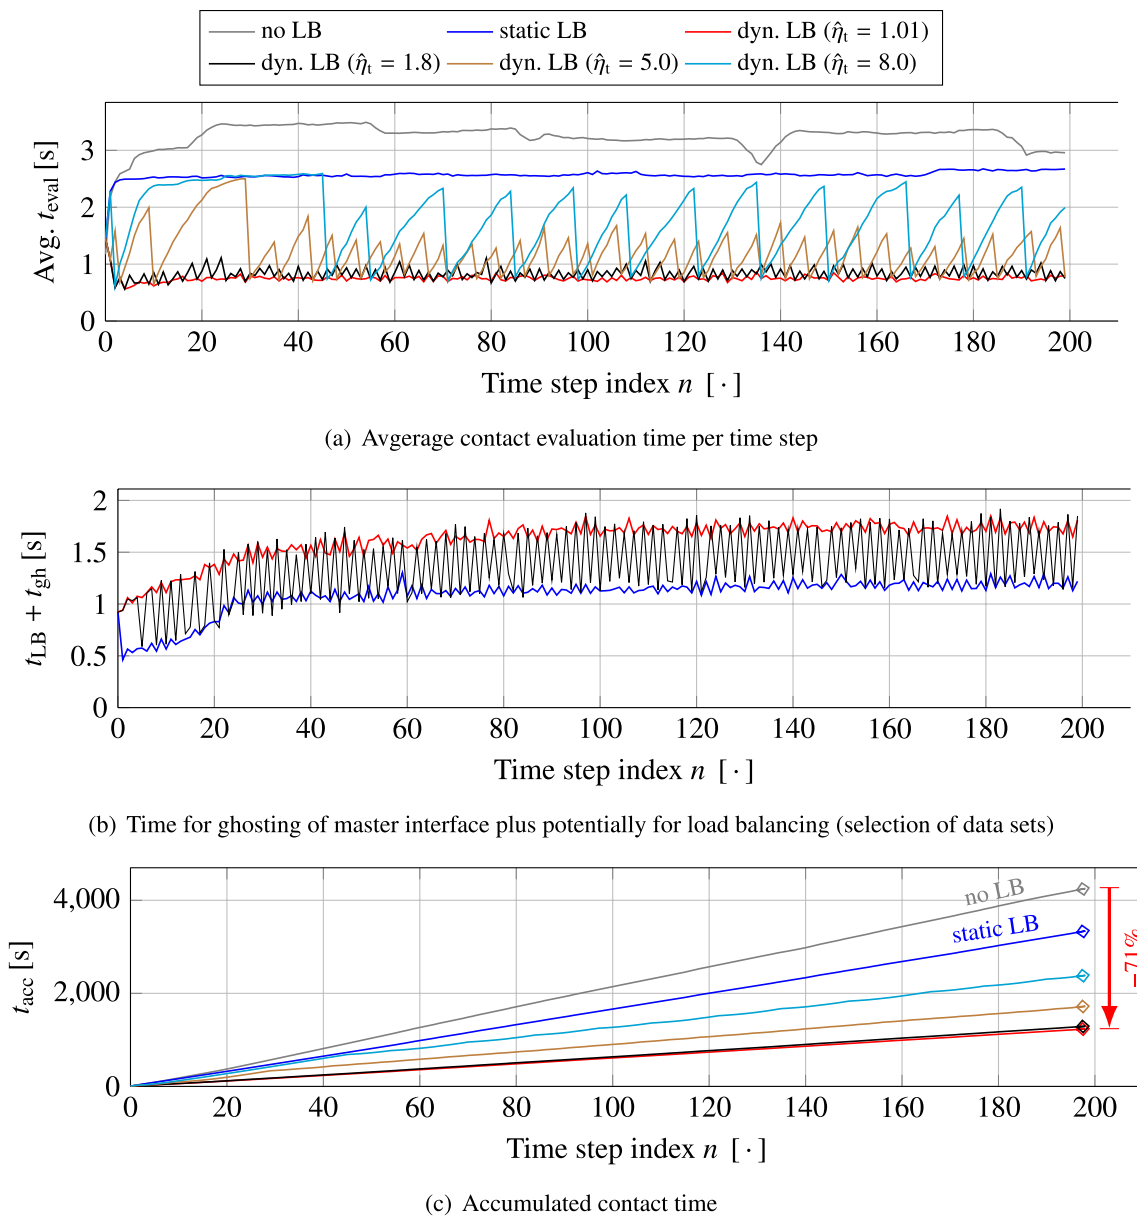 no LB static LB dyn. LB (η̂t = 1.01)
dyn. LB (η̂t = 1.8) dyn. LB (η̂t = 5.0) dyn. LB (η̂t = 8.0)
Avg. teval [s]
3
2
1
0
0 20 40 60 80 100 120 140 160 180 200
Time step index n [ · ]
(a) Avgerage contact evaluation time per time step
tLB + tgh [s]
2
1.5
1
0.5
0
0 20 40 60 80 100 120 140 160 180 200
Time step index n [ · ]
(b) Time for ghosting of master interface plus potentially for load balancing (selection of data sets)
tacc [s]
4,000
2,000
0
no LB
static LB
−71%
0 20 40 60 80 100 120 140 160 180 200
Time step index n [ · ]
(c) Accumulated contact time